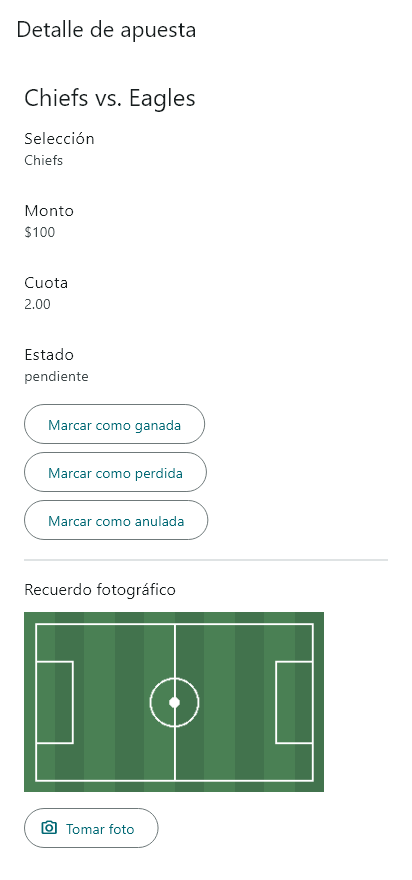 Detalle de apuesta
Chiefs vs. Eagles
Selección
Chiefs
Monto
$100
Cuota
2.00
Estado
pendiente
Marcar como ganada
Marcar como perdida
Marcar como anulada
Recuerdo fotográfico
Tomar foto